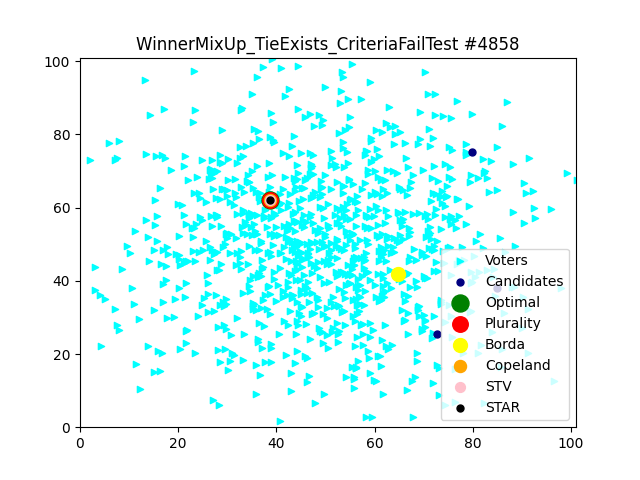 WinnerMixUp_TieExists_CriteriaFailTest #4858
100
80
60
40
20
0
0 20 40 60 80 100
Voters
Candidates
Optimal
Plurality
Borda
Copeland
STV
STAR